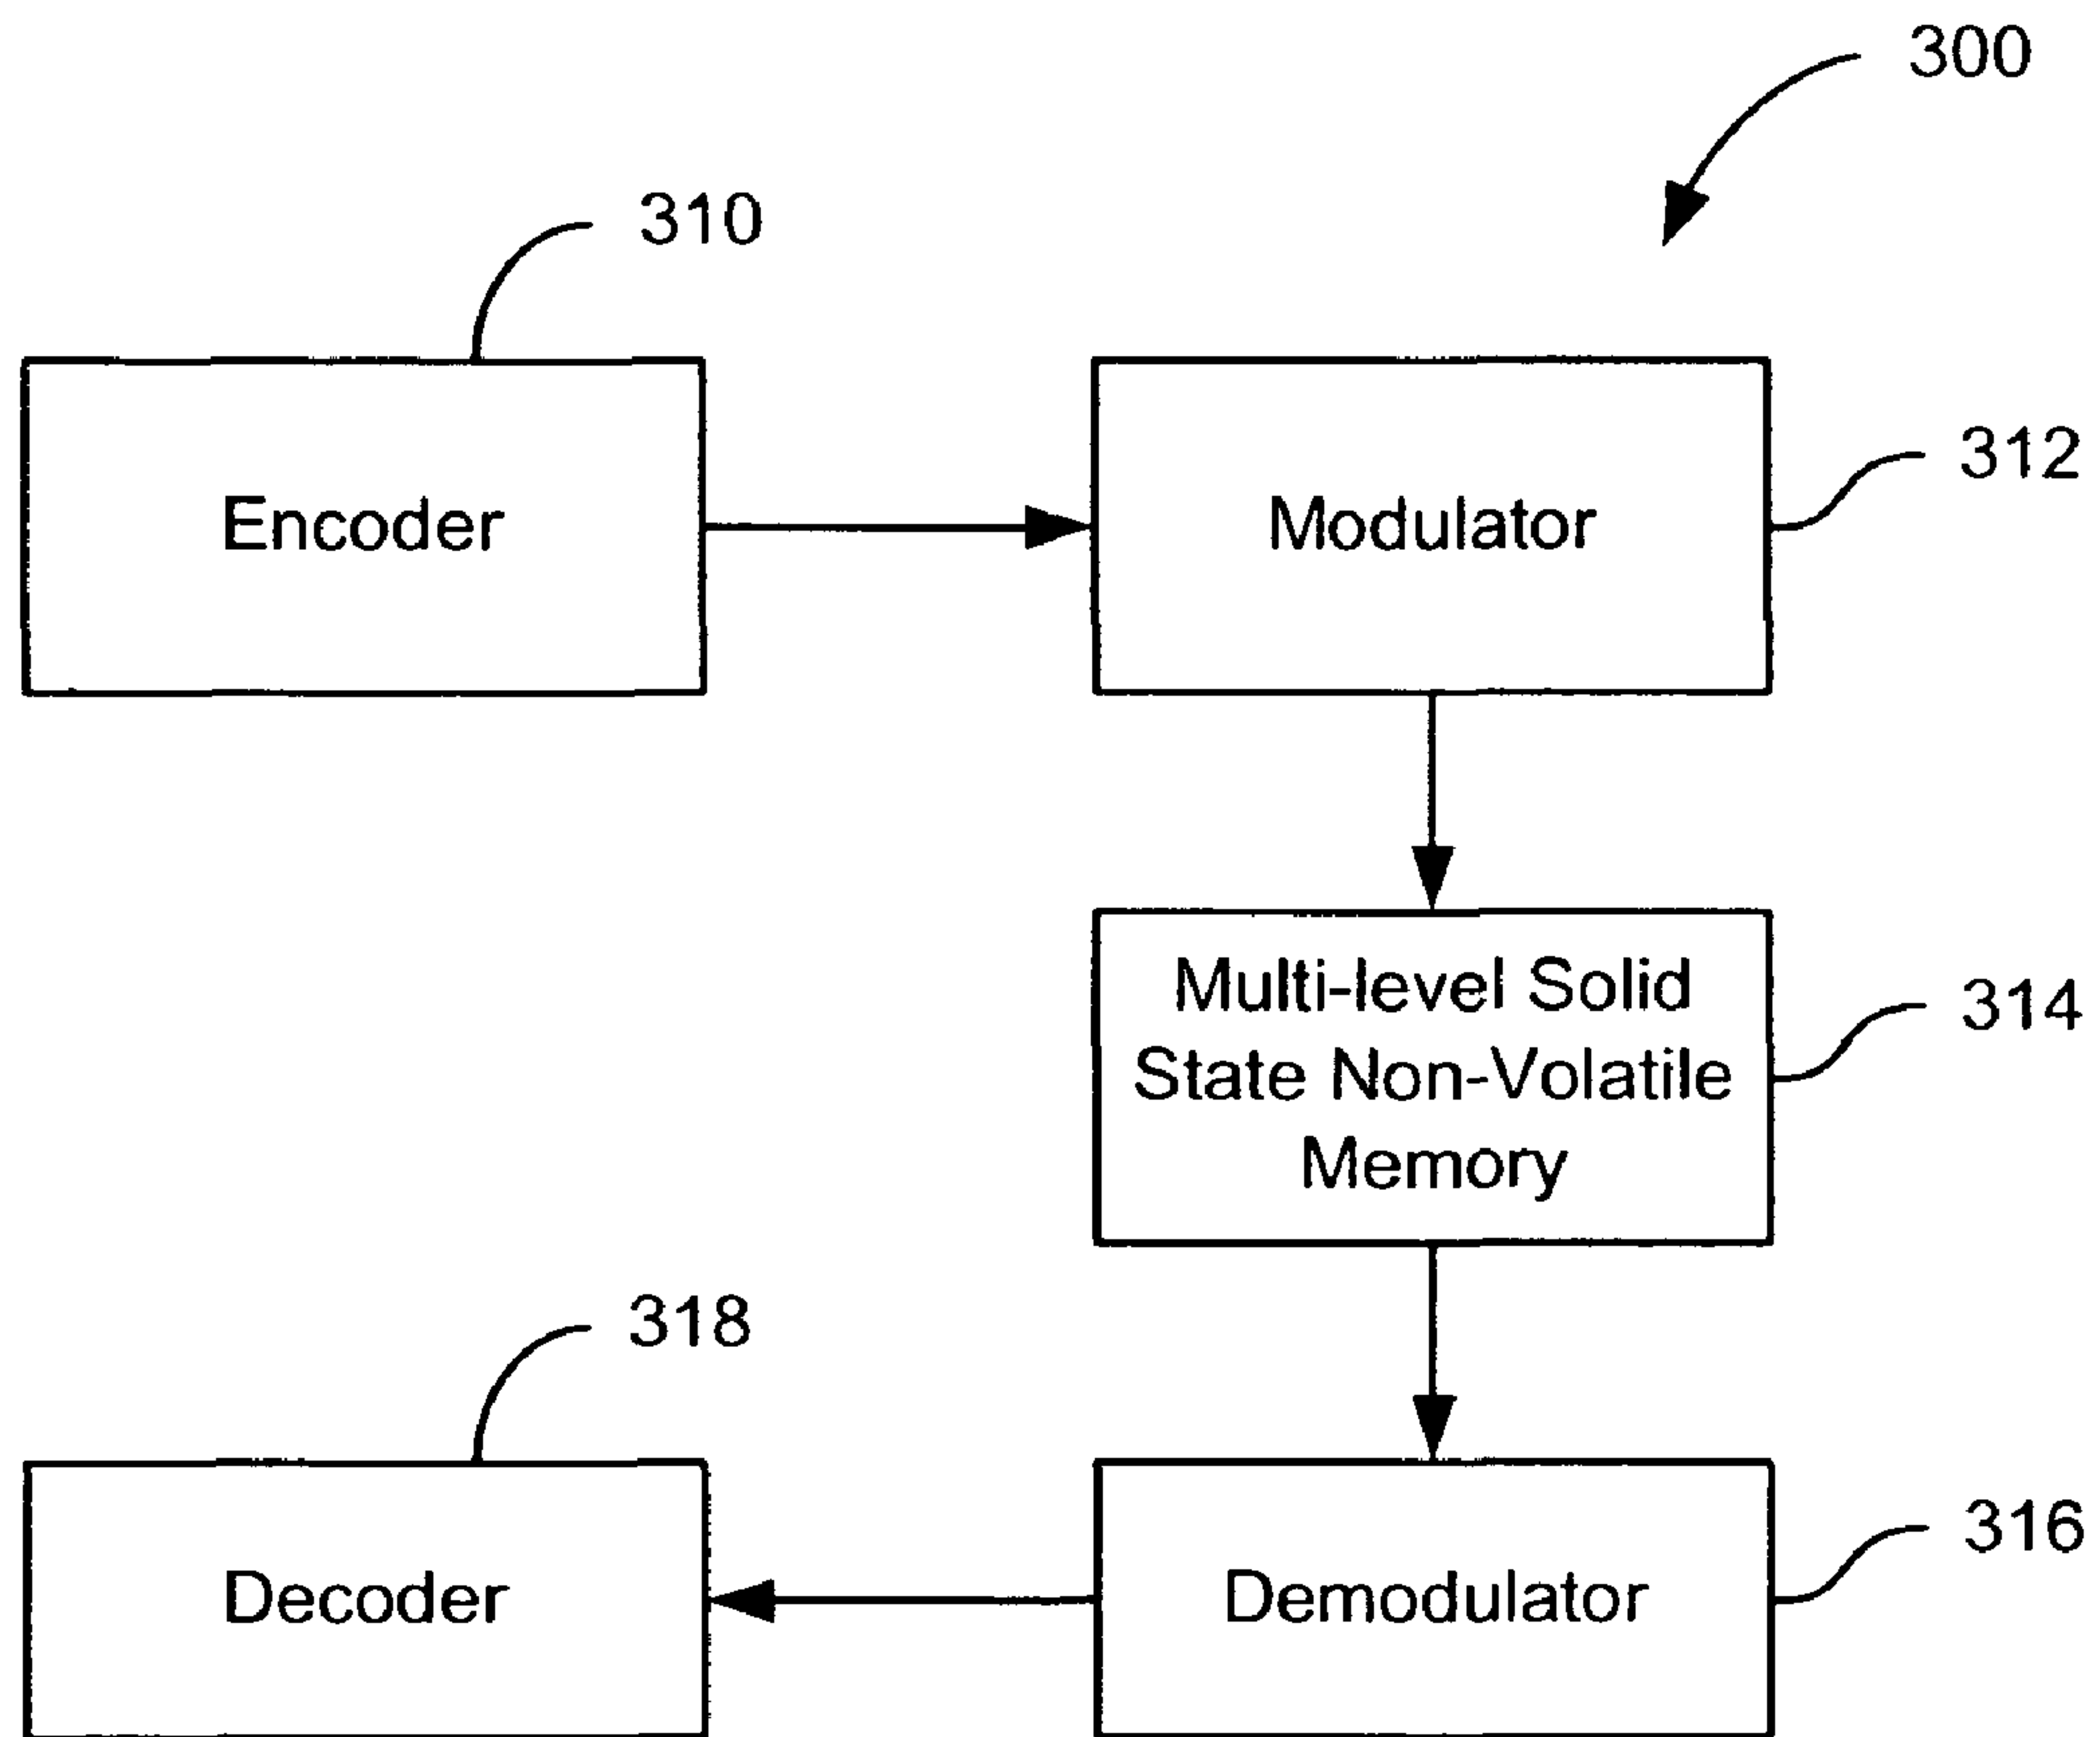 300
310
312
Encoder
Modulator
314
Multi-level Solid
State Non-Volatile
Memory
318
316
Decoder
Demodulator